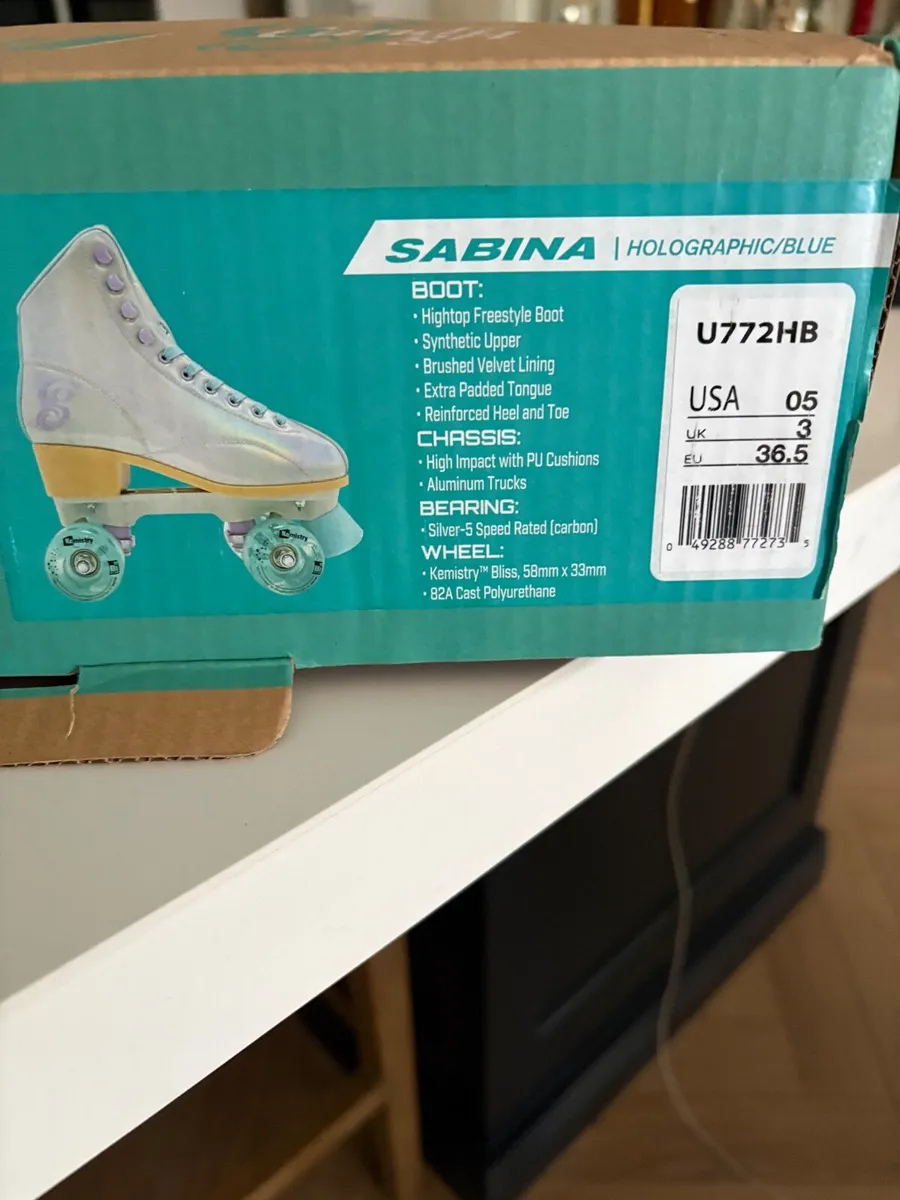 SABINA | HOLOGRAPHIC/BLUE
BOOT:
• Hightop Freestyle Boot
• Synthetic Upper
• Brushed Velvet Lining
• Extra Padded Tongue
• Reinforced Heel and Toe
CHASSIS:
• High Impact with PU Cushions
• Aluminum Trucks
BEARING:
• Silver-5 Speed Rated (carbon)
WHEEL:
• Kemistry™ Bliss, 58mm x 33mm
• 82A Cast Polyurethane
U772HB
USA 05
UK 3
EU 36.5
0 49288 77273 5
Kemistry
Kemistry